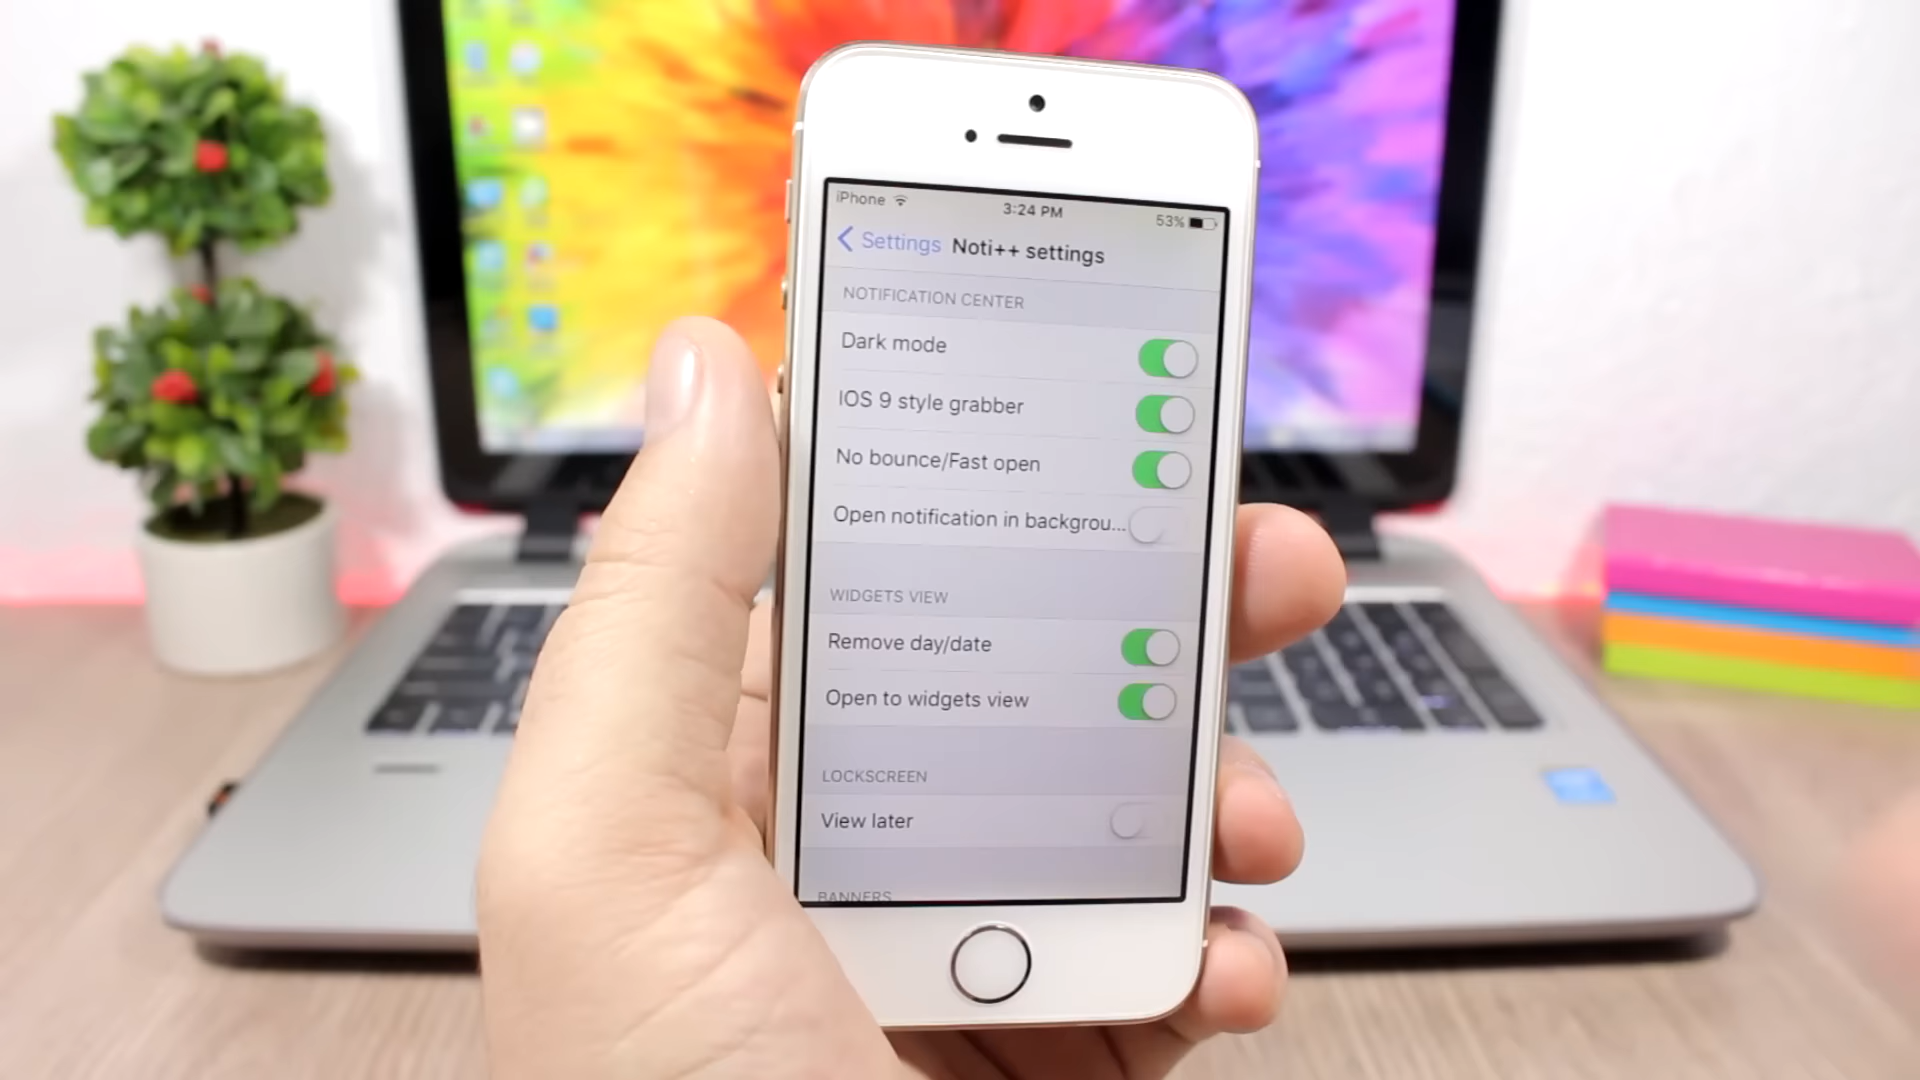 iPhone 3:24 PM 53%
Settings Noti++ settings
NOTIFICATION CENTER
Dark mode
IOS 9 style grabber
No bounce/Fast open
Open notification in backgrou...
WIDGETS VIEW
Remove day/date
Open to widgets view
LOCKSCREEN
View later
BANNERS